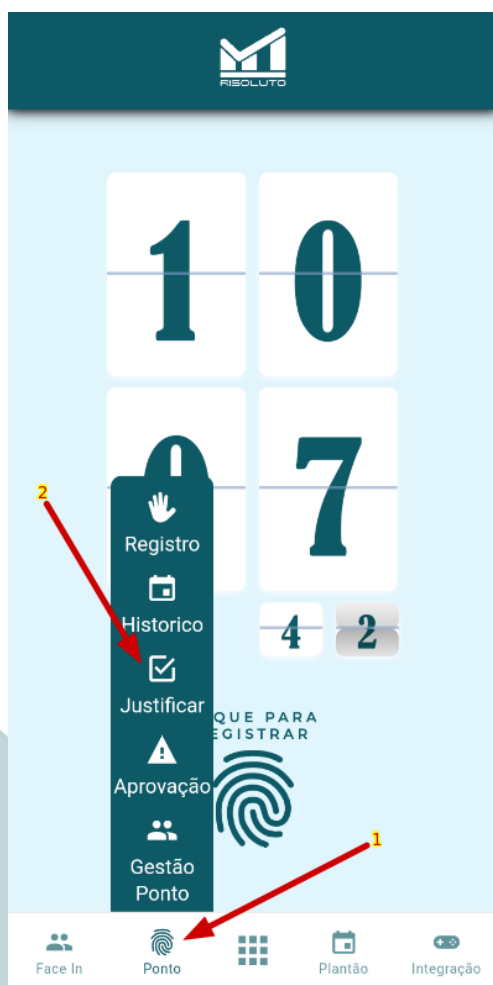 RISOLUTO
1 0
0 7
2
Registro
Historico
4 2
Justificar
QUE PARA
EGISTRAR
Aprovação
1
Gestão
Ponto
Face In
Ponto
Plantão
Integração